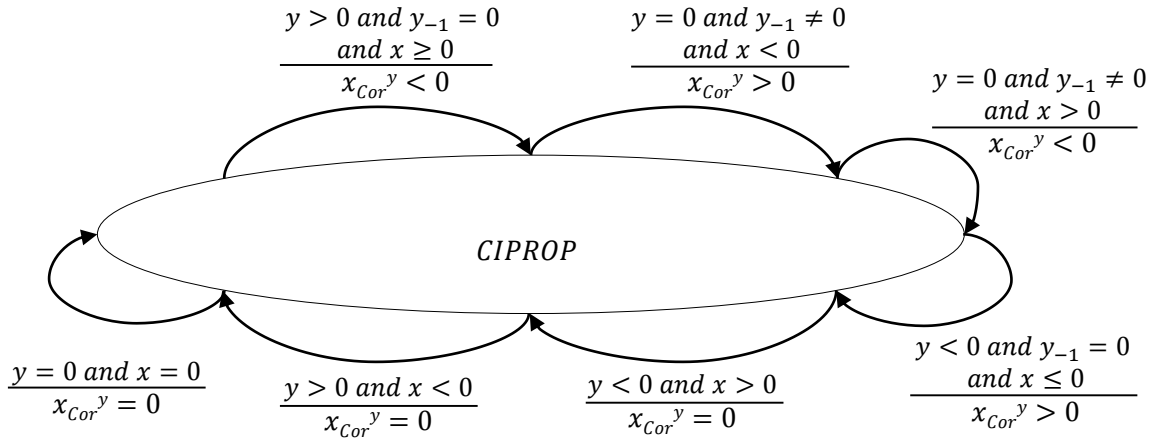 y > 0 and y₋₁ = 0
and x ≥ 0
x_Cor^y < 0
y = 0 and y₋₁ ≠ 0
and x < 0
x_Cor^y > 0
y = 0 and y₋₁ ≠ 0
and x > 0
x_Cor^y < 0
CIPROP
y = 0 and x = 0
x_Cor^y = 0
y > 0 and x < 0
x_Cor^y = 0
y < 0 and x > 0
x_Cor^y = 0
y < 0 and y₋₁ = 0
and x ≤ 0
x_Cor^y > 0